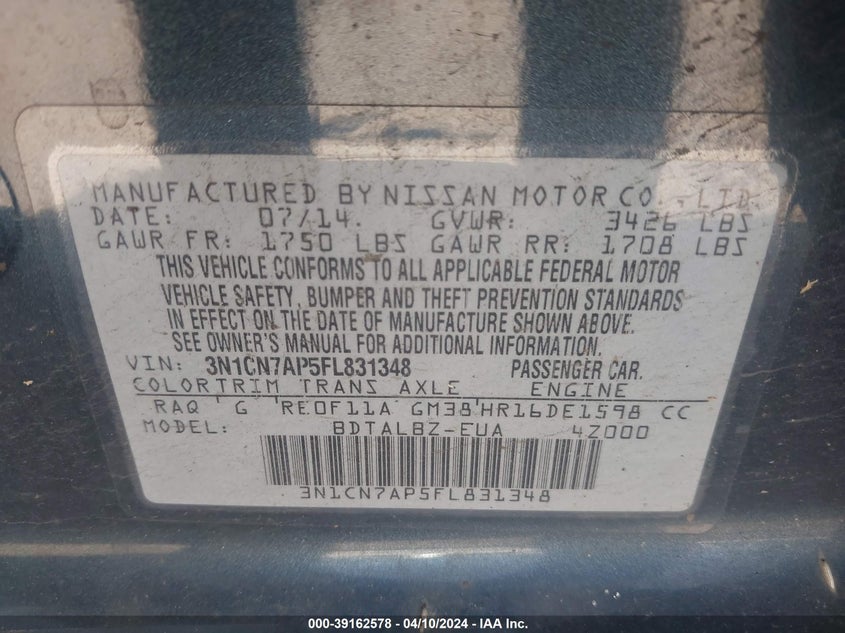 MANUFACTURED BY NISSAN MOTOR CO., LTD.
DATE: 07/14. GVWR: 3426 LBS
GAWR FR: 1750 LBS GAWR RR: 1708 LBS
THIS VEHICLE CONFORMS TO ALL APPLICABLE FEDERAL MOTOR
VEHICLE SAFETY, BUMPER AND THEFT PREVENTION STANDARDS
IN EFFECT ON THE DATE OF MANUFACTURE SHOWN ABOVE.
SEE OWNER'S MANUAL FOR ADDITIONAL INFORMATION.
VIN: 3N1CN7AP5FL831348 PASSENGER CAR.
COLOR TRIM TRANS AXLE ENGINE
RAQ ' G 'RE0F11A GM38'HR16DE1598 CC
MODEL: BDTALBZ-EUA 4Z000
3N1CN7AP5FL831348
000-39162578 - 04/10/2024 - IAA Inc.